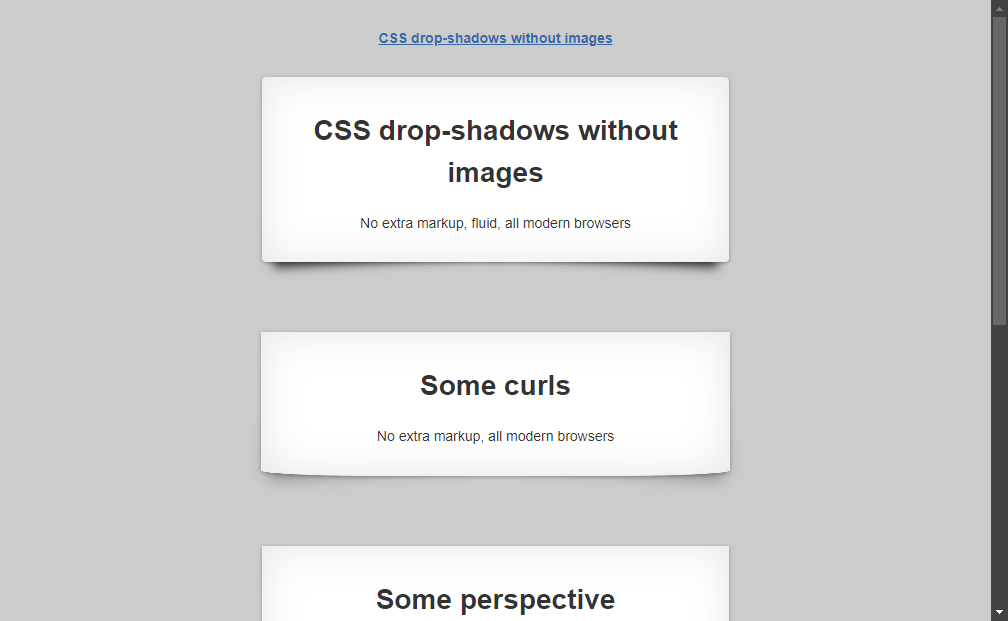 CSS drop-shadows without images
CSS drop-shadows without
images
No extra markup, fluid, all modern browsers
Some curls
No extra markup, all modern browsers
Some perspective